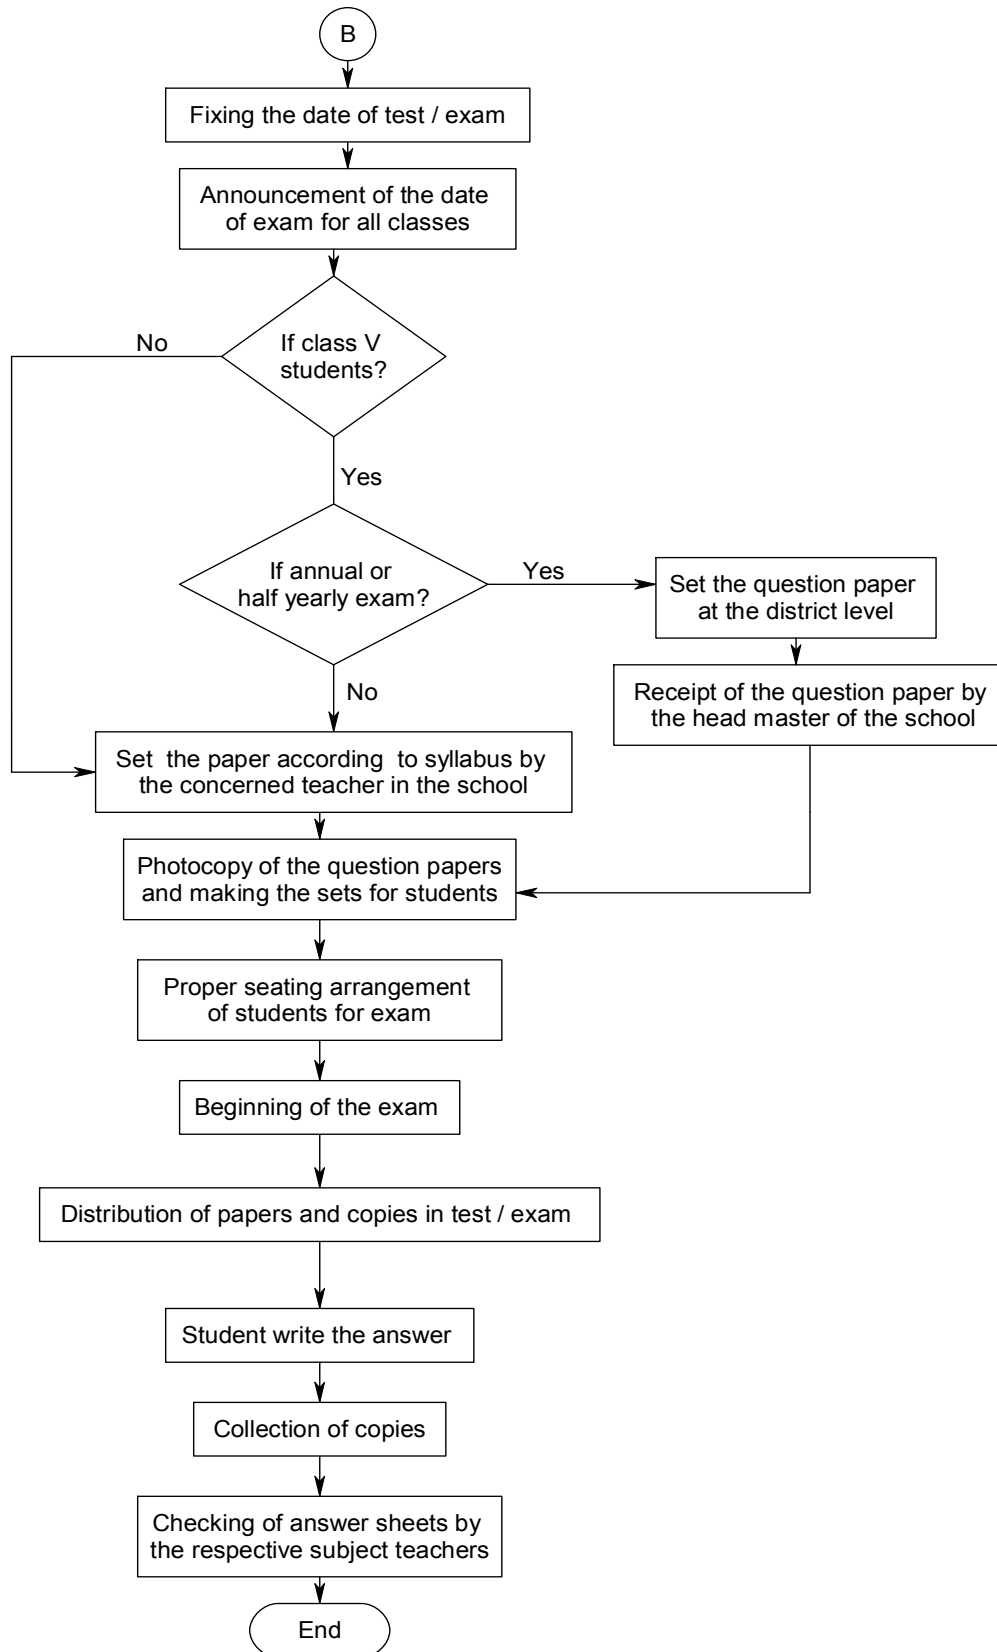 B
Fixing the date of test / exam
Announcement of the date
of exam for all classes
No
If class V
students?
Yes
If annual or
half yearly exam?
Yes
Set the question paper
at the district level
No
Receipt of the question paper by
the head master of the school
Set the paper according to syllabus by
the concerned teacher in the school
Photocopy of the question papers
and making the sets for students
Proper seating arrangement
of students for exam
Beginning of the exam
Distribution of papers and copies in test / exam
Student write the answer
Collection of copies
Checking of answer sheets by
the respective subject teachers
End